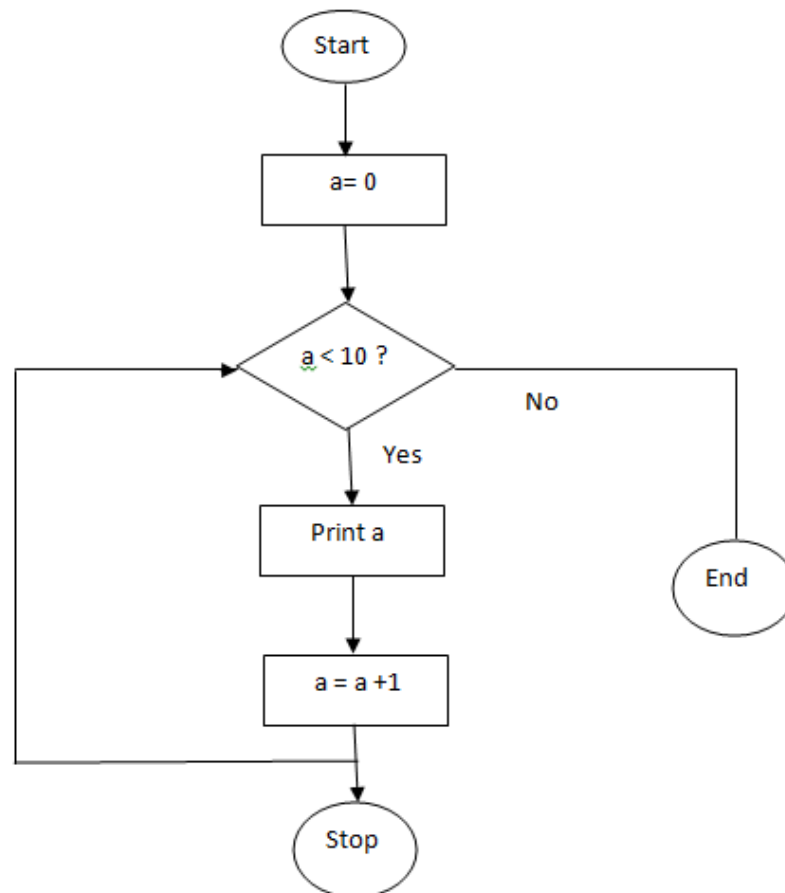 Start
a= 0
a < 10 ?
No
Yes
Print a
End
a = a +1
Stop